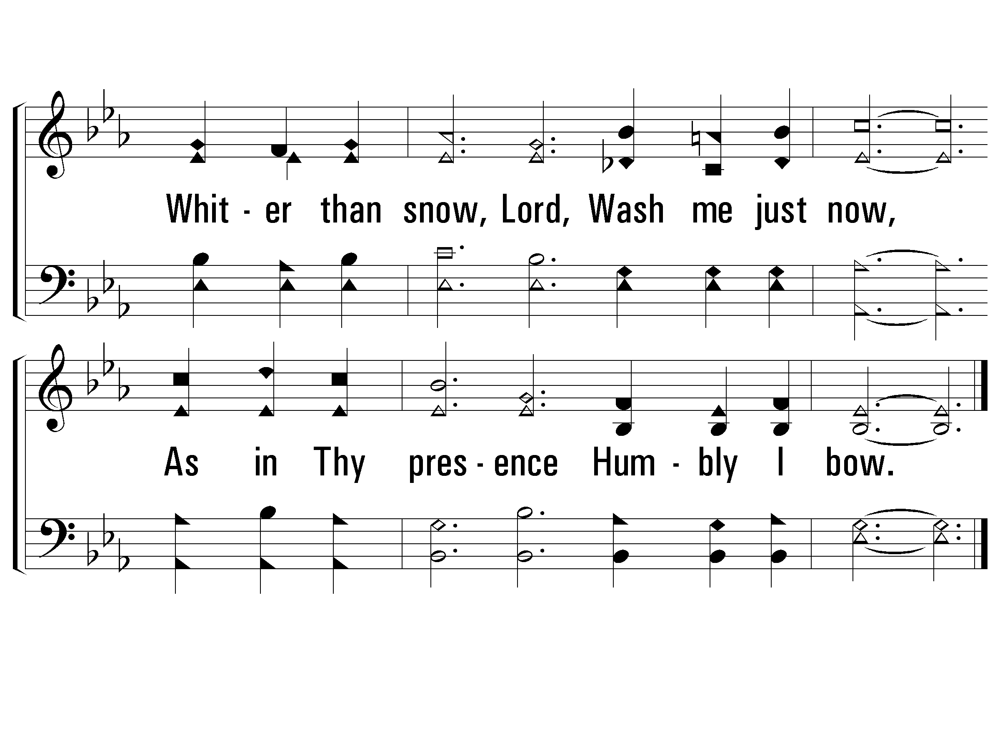 Whit - er than snow, Lord, Wash me just now,
As in Thy pres - ence Hum - bly I bow.